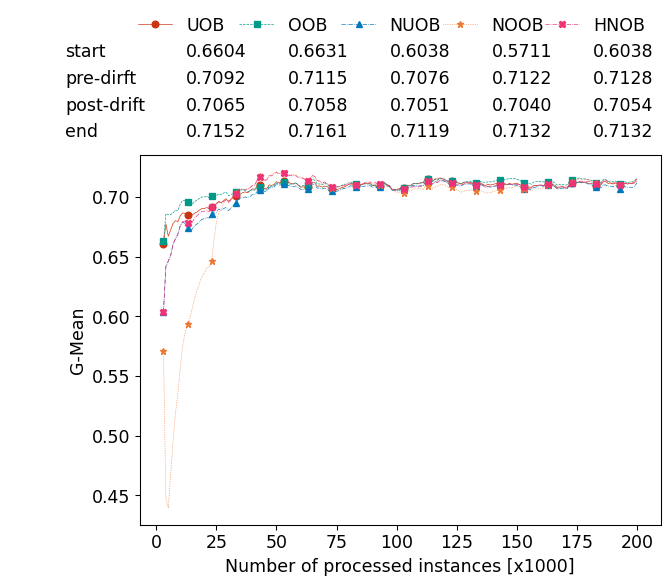 UOB OOB NUOB NOOB HNOB
start 0.6604 0.6631 0.6038 0.5711 0.6038
pre-dirft 0.7092 0.7115 0.7076 0.7122 0.7128
post-drift 0.7065 0.7058 0.7051 0.7040 0.7054
end 0.7152 0.7161 0.7119 0.7132 0.7132
0.70
0.65
0.60
0.55
0.50
0.45
G-Mean
0 25 50 75 100 125 150 175 200
Number of processed instances [x1000]